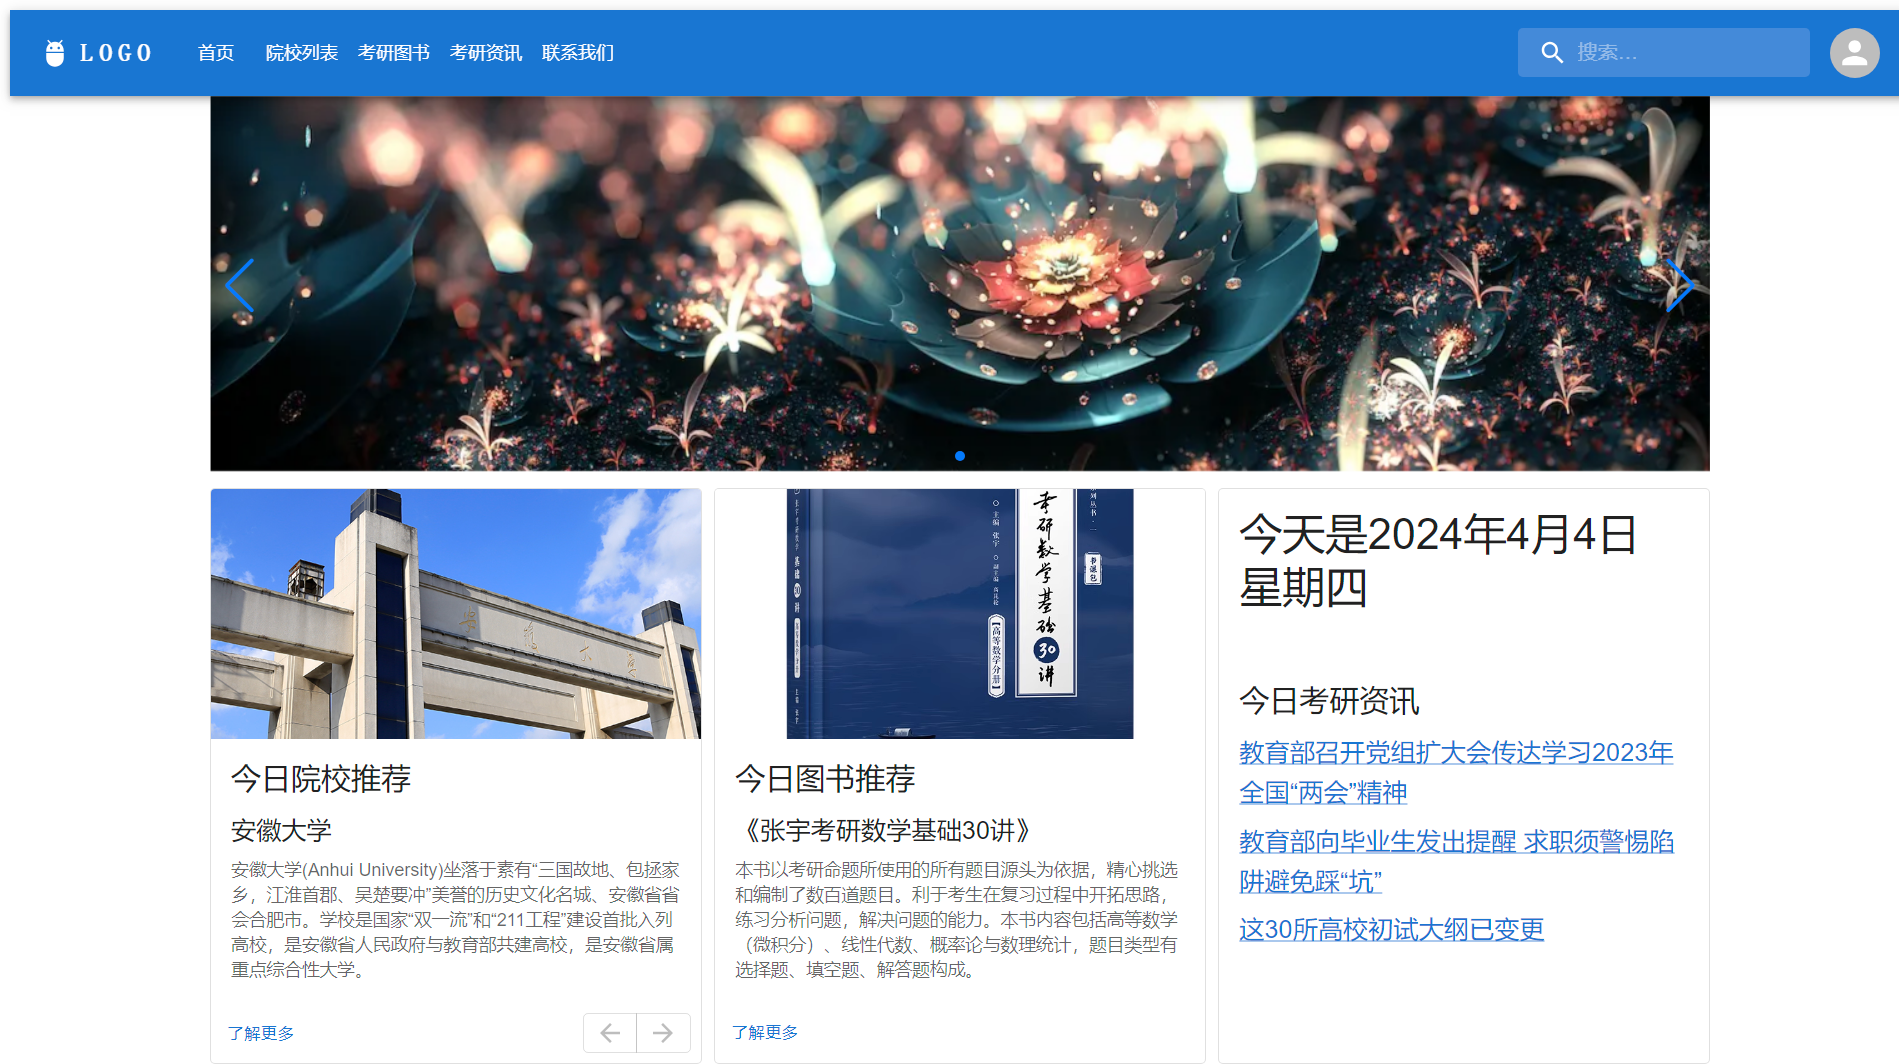 LOGO 首页 院校列表 考研图书 考研资讯 联系我们 搜索...
安徽大学
考研数学基础30讲
【高等数学分册】
书课包
主编 张宇
今天是2024年4月4日
星期四
今日考研资讯
教育部召开党组扩大会传达学习2023年
全国“两会”精神
教育部向毕业生发出提醒 求职须警惕陷
阱避免踩“坑”
这30所高校初试大纲已变更
今日院校推荐
安徽大学
安徽大学(Anhui University)坐落于素有“三国故地、包拯家
乡，江淮首郡、吴楚要冲”美誉的历史文化名城、安徽省省
会合肥市。学校是国家“双一流”和“211工程”建设首批入列
高校，是安徽省人民政府与教育部共建高校，是安徽省属
重点综合性大学。
了解更多
今日图书推荐
《张宇考研数学基础30讲》
本书以考研命题所使用的所有题目源头为依据，精心挑选
和编制了数百道题目。利于考生在复习过程中开拓思路，
练习分析问题，解决问题的能力。本书内容包括高等数学
（微积分）、线性代数、概率论与数理统计，题目类型有
选择题、填空题、解答题构成。
了解更多